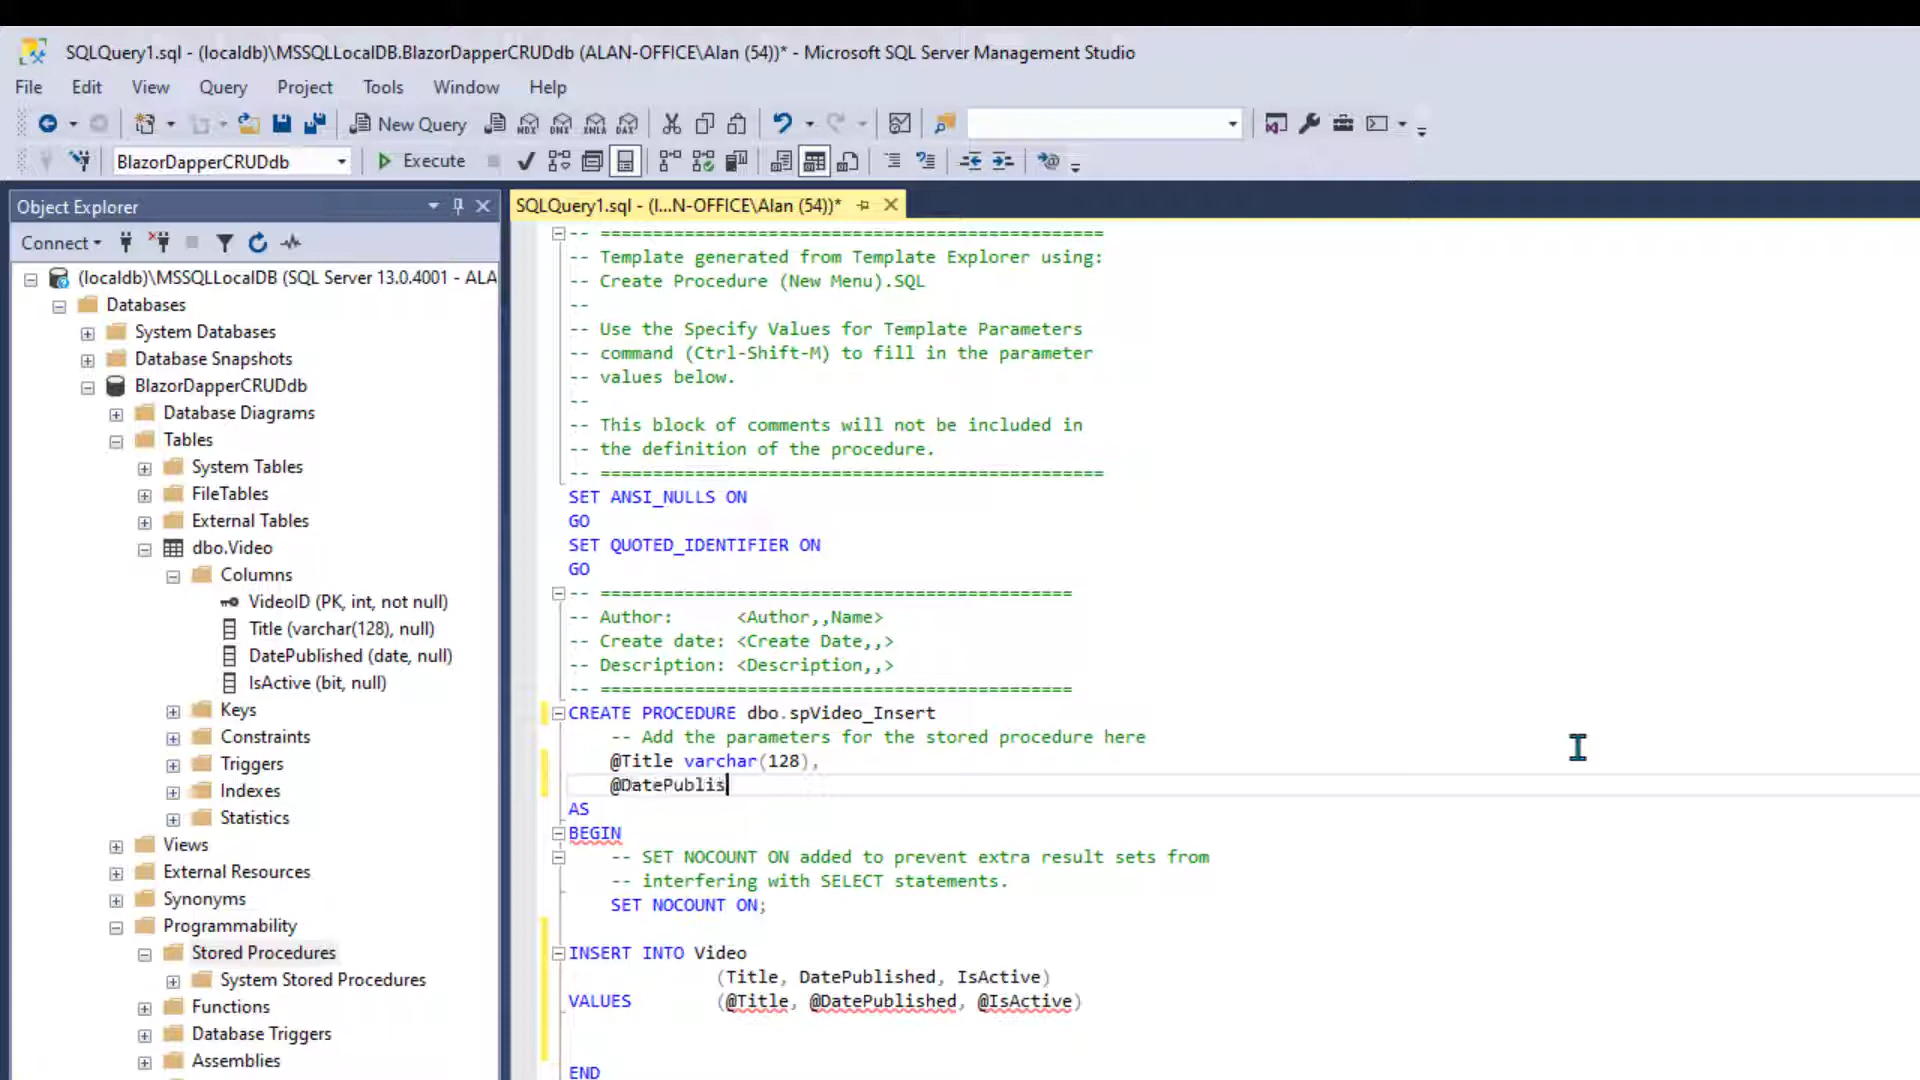 SQLQuery1.sql - (localdb)\MSSQLLocalDB.BlazorDapperCRUDdb (ALAN-OFFICE\Alan (54))* - Microsoft SQL Server Management Studio
File Edit View Query Project Tools Window Help
New Query MDX DMX XMLA DAX
BlazorDapperCRUDdb Execute
Object Explorer
Connect
(localdb)\MSSQLLocalDB (SQL Server 13.0.4001 - ALA
Databases
System Databases
Database Snapshots
BlazorDapperCRUDdb
Database Diagrams
Tables
System Tables
FileTables
External Tables
dbo.Video
Columns
VideoID (PK, int, not null)
Title (varchar(128), null)
DatePublished (date, null)
IsActive (bit, null)
Keys
Constraints
Triggers
Indexes
Statistics
Views
External Resources
Synonyms
Programmability
Stored Procedures
System Stored Procedures
Functions
Database Triggers
Assemblies
SQLQuery1.sql - (l...N-OFFICE\Alan (54))*
-- ================================================
-- Template generated from Template Explorer using:
-- Create Procedure (New Menu).SQL
--
-- Use the Specify Values for Template Parameters
-- command (Ctrl-Shift-M) to fill in the parameter
-- values below.
--
-- This block of comments will not be included in
-- the definition of the procedure.
-- ================================================
SET ANSI_NULLS ON
GO
SET QUOTED_IDENTIFIER ON
GO
-- =============================================
-- Author: <Author,,Name>
-- Create date: <Create Date,,>
-- Description: <Description,,>
-- =============================================
CREATE PROCEDURE dbo.spVideo_Insert
-- Add the parameters for the stored procedure here
@Title varchar(128),
@DatePublis
AS
BEGIN
-- SET NOCOUNT ON added to prevent extra result sets from
-- interfering with SELECT statements.
SET NOCOUNT ON;
INSERT INTO Video
(Title, DatePublished, IsActive)
VALUES (@Title, @DatePublished, @IsActive)
END